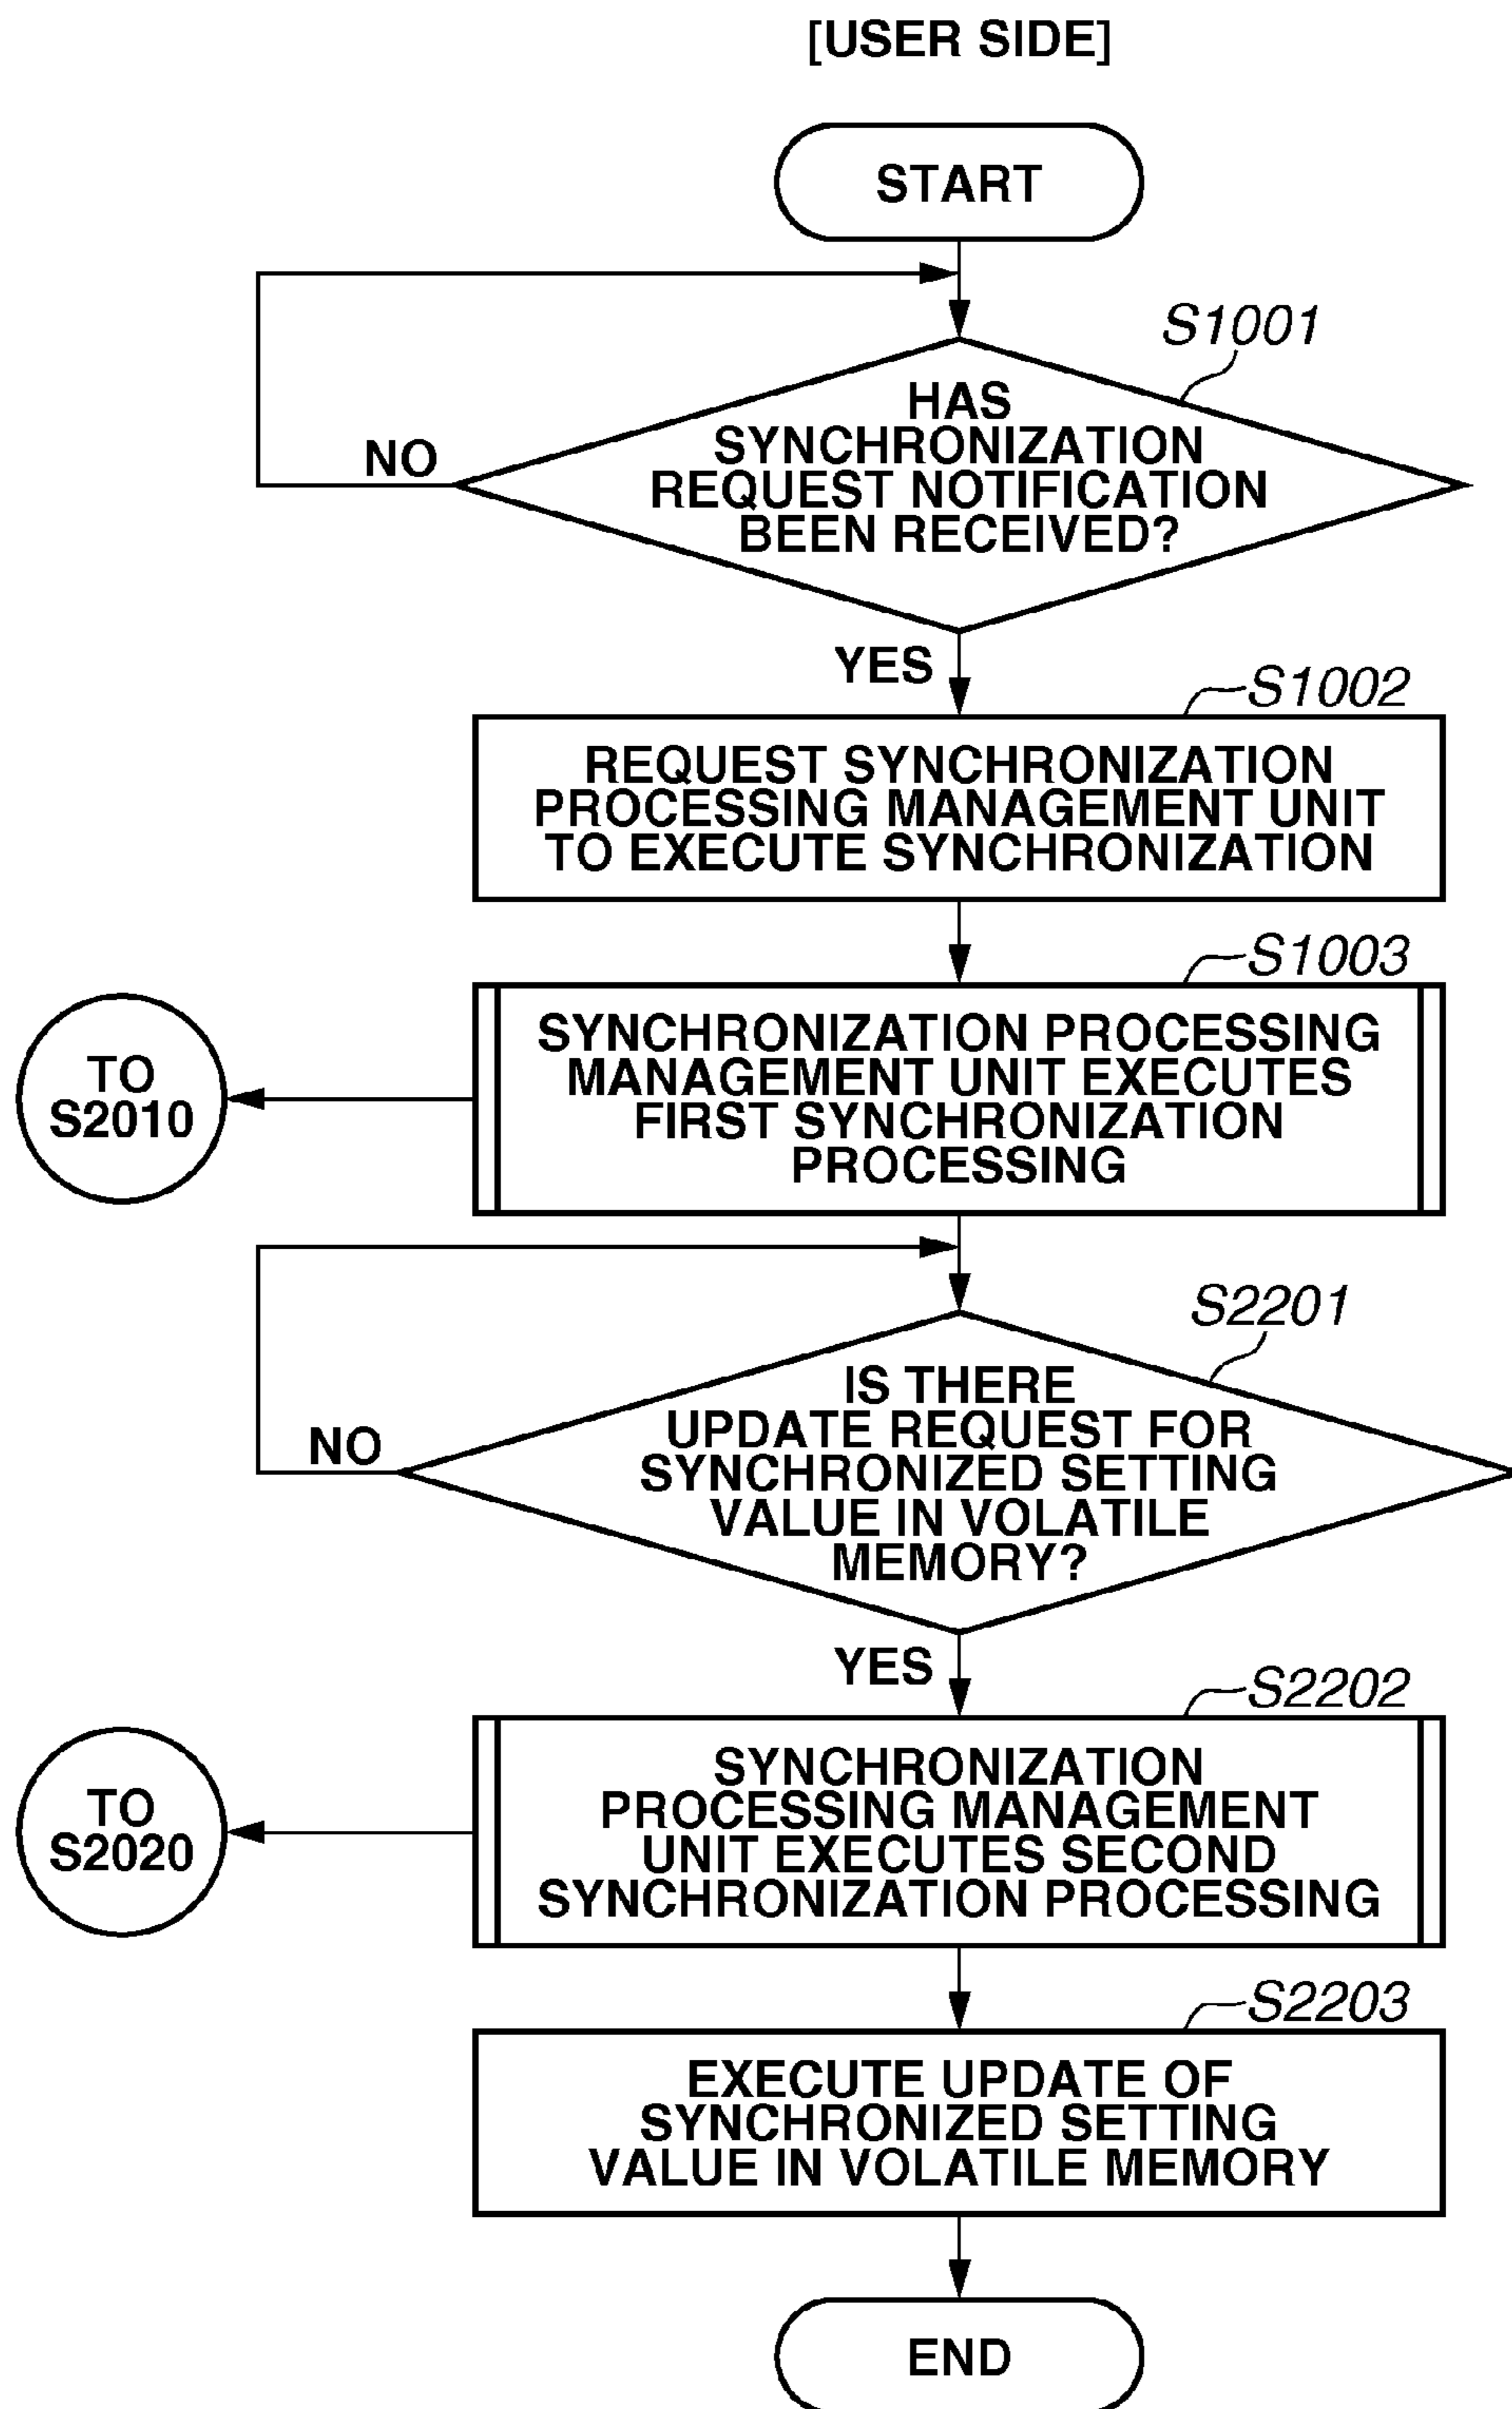 [USER SIDE]
START
S1001
HAS
SYNCHRONIZATION
REQUEST NOTIFICATION
BEEN RECEIVED?
NO
YES
S1002
REQUEST SYNCHRONIZATION
PROCESSING MANAGEMENT UNIT
TO EXECUTE SYNCHRONIZATION
S1003
SYNCHRONIZATION PROCESSING
MANAGEMENT UNIT EXECUTES
FIRST SYNCHRONIZATION
PROCESSING
TO
S2010
S2201
IS THERE
UPDATE REQUEST FOR
SYNCHRONIZED SETTING
VALUE IN VOLATILE
MEMORY?
NO
YES
S2202
SYNCHRONIZATION
PROCESSING MANAGEMENT
UNIT EXECUTES SECOND
SYNCHRONIZATION PROCESSING
TO
S2020
S2203
EXECUTE UPDATE OF
SYNCHRONIZED SETTING
VALUE IN VOLATILE MEMORY
END